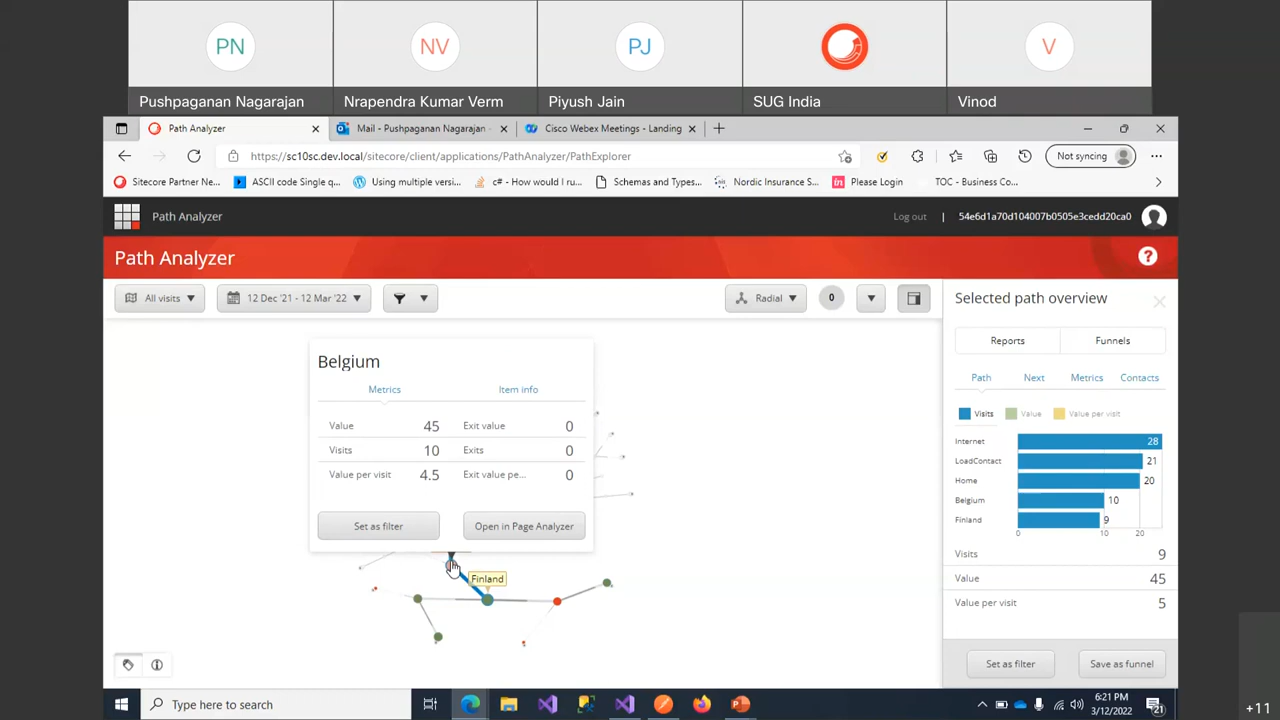 PN
NV
PJ
V
Pushpaganan Nagarajan
Nrapendra Kumar Verm
Piyush Jain
SUG India
Vinod
Path Analyzer
Mail - Pushpaganan Nagarajan -
Cisco Webex Meetings - Landing
https://sc10sc.dev.local/sitecore/client/applications/PathAnalyzer/PathExplorer
Not syncing
Sitecore Partner Ne...
ASCII code Single q...
Using multiple versi...
c# - How would I ru...
Schemas and Types...
Nordic Insurance S...
Please Login
TOC - Business Co...
Path Analyzer
Log out
54e6d1a70d104007b0505e3cedd20ca0
Path Analyzer
?
All visits
12 Dec '21 - 12 Mar '22
Radial
0
Selected path overview
Reports
Funnels
Path
Next
Metrics
Contacts
Visits
Value
Value per visit
Internet 28
LoadContact 21
Home 20
Belgium 10
Finland 9
0 10 20
Visits 9
Value 45
Value per visit 5
Set as filter
Save as funnel
Belgium
Metrics
Item info
Value 45 Exit value 0
Visits 10 Exits 0
Value per visit 4.5 Exit value pe... 0
Set as filter
Open in Page Analyzer
Finland
Type here to search
6:21 PM
3/12/2022
21
+11